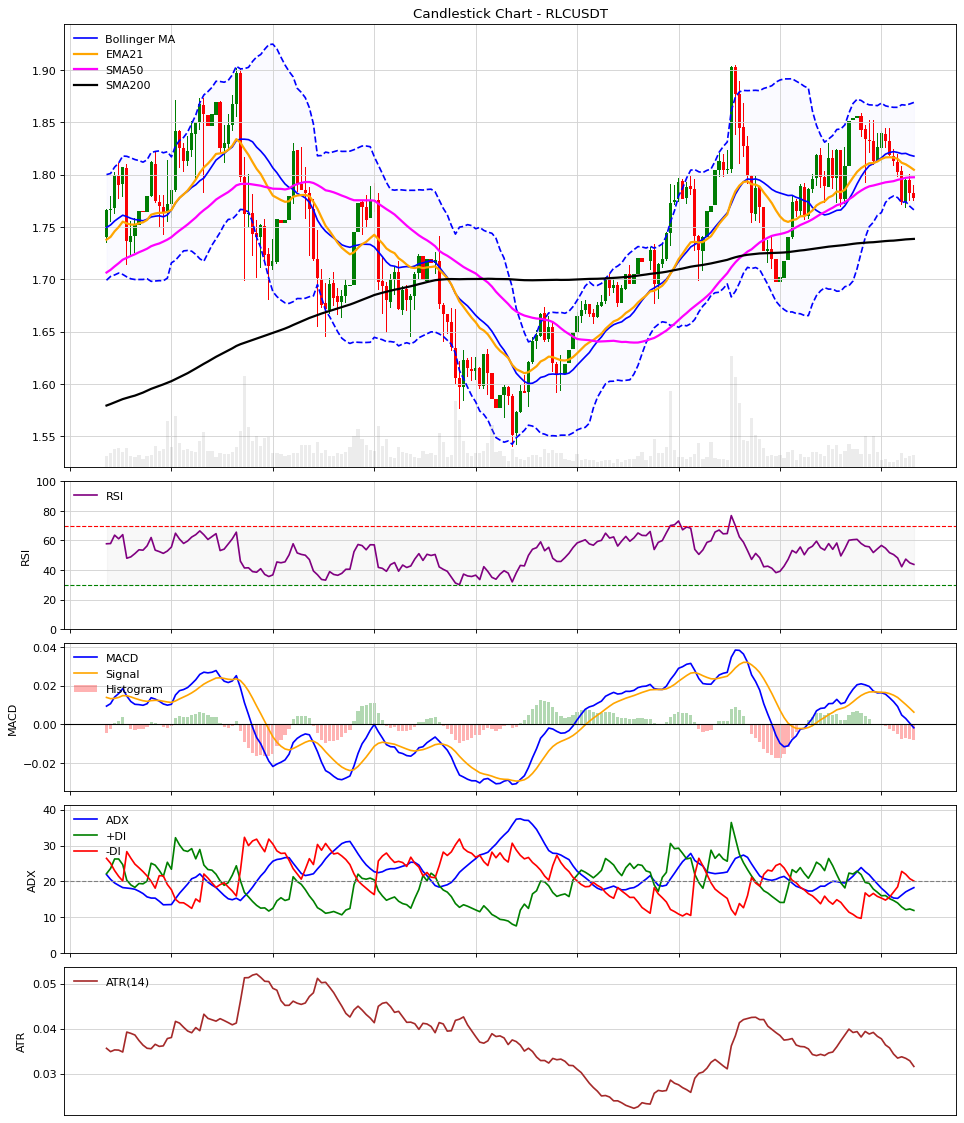 Candlestick Chart - RLCUSDT
Bollinger MA
EMA21
SMA50
SMA200
1.90
1.85
1.80
1.75
1.70
1.65
1.60
1.55
RSI
100
80
60
40
20
0
RSI
MACD
Signal
Histogram
0.04
0.02
0.00
−0.02
MACD
ADX
+DI
-DI
40
30
20
10
0
ADX
ATR(14)
0.05
0.04
0.03
ATR